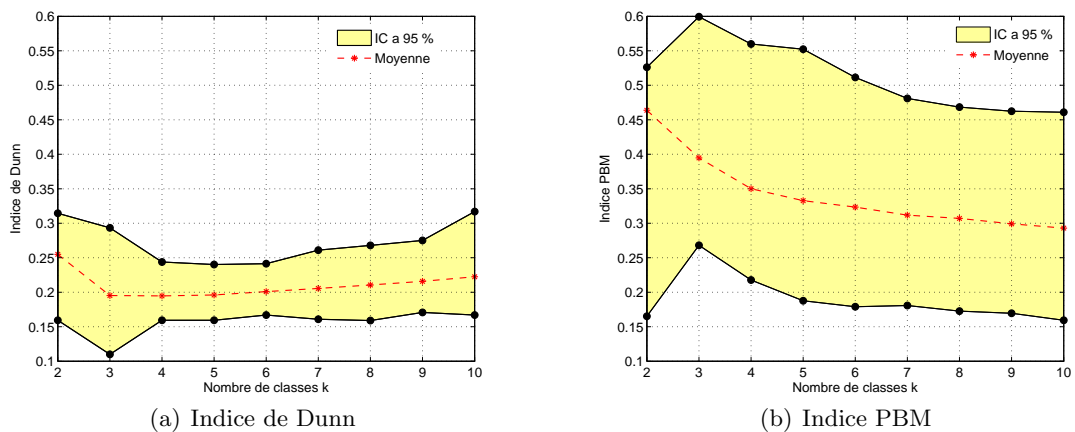 0.6
0.55
0.5
0.45
0.4
0.35
0.3
0.25
0.2
0.15
0.1
Indice de Dunn
IC a 95 %
Moyenne
2 3 4 5 6 7 8 9 10
Nombre de classes k
(a) Indice de Dunn
0.6
0.55
0.5
0.45
0.4
0.35
0.3
0.25
0.2
0.15
0.1
Indice PBM
IC a 95 %
Moyenne
2 3 4 5 6 7 8 9 10
Nombre de classes k
(b) Indice PBM